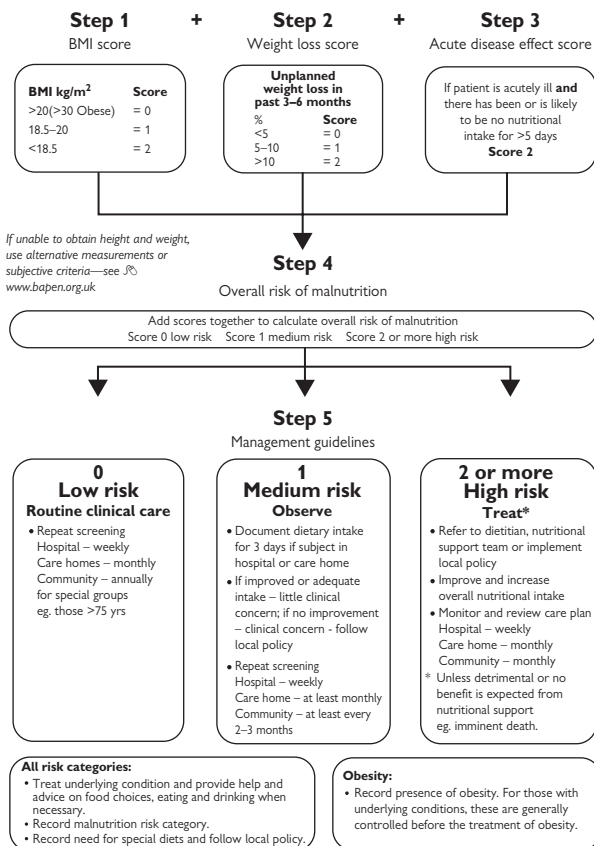 Step 1 + Step 2 + Step 3
BMI score Weight loss score Acute disease effect score
BMI kg/m² Score
>20(>30 Obese) = 0
18.5–20 = 1
<18.5 = 2
Unplanned
weight loss in
past 3–6 months
% Score
<5 = 0
5–10 = 1
>10 = 2
If patient is acutely ill and
there has been or is likely
to be no nutritional
intake for >5 days
Score 2
If unable to obtain height and weight,
use alternative measurements or
subjective criteria—see
www.bapen.org.uk
Step 4
Overall risk of malnutrition
Add scores together to calculate overall risk of malnutrition
Score 0 low risk Score 1 medium risk Score 2 or more high risk
Step 5
Management guidelines
0
Low risk
Routine clinical care
• Repeat screening
Hospital – weekly
Care homes – monthly
Community – annually
for special groups
eg. those >75 yrs
1
Medium risk
Observe
• Document dietary intake
for 3 days if subject in
hospital or care home
• If improved or adequate
intake – little clinical
concern; if no improvement
– clinical concern - follow
local policy
• Repeat screening
Hospital – weekly
Care home – at least monthly
Community – at least every
2–3 months
2 or more
High risk
Treat*
• Refer to dietitian, nutritional
support team or implement
local policy
• Improve and increase
overall nutritional intake
• Monitor and review care plan
Hospital – weekly
Care home – monthly
Community – monthly
* Unless detrimental or no
benefit is expected from
nutritional support
eg. imminent death.
All risk categories:
• Treat underlying condition and provide help and
advice on food choices, eating and drinking when
necessary.
• Record malnutrition risk category.
• Record need for special diets and follow local policy.
Obesity:
• Record presence of obesity. For those with
underlying conditions, these are generally
controlled before the treatment of obesity.